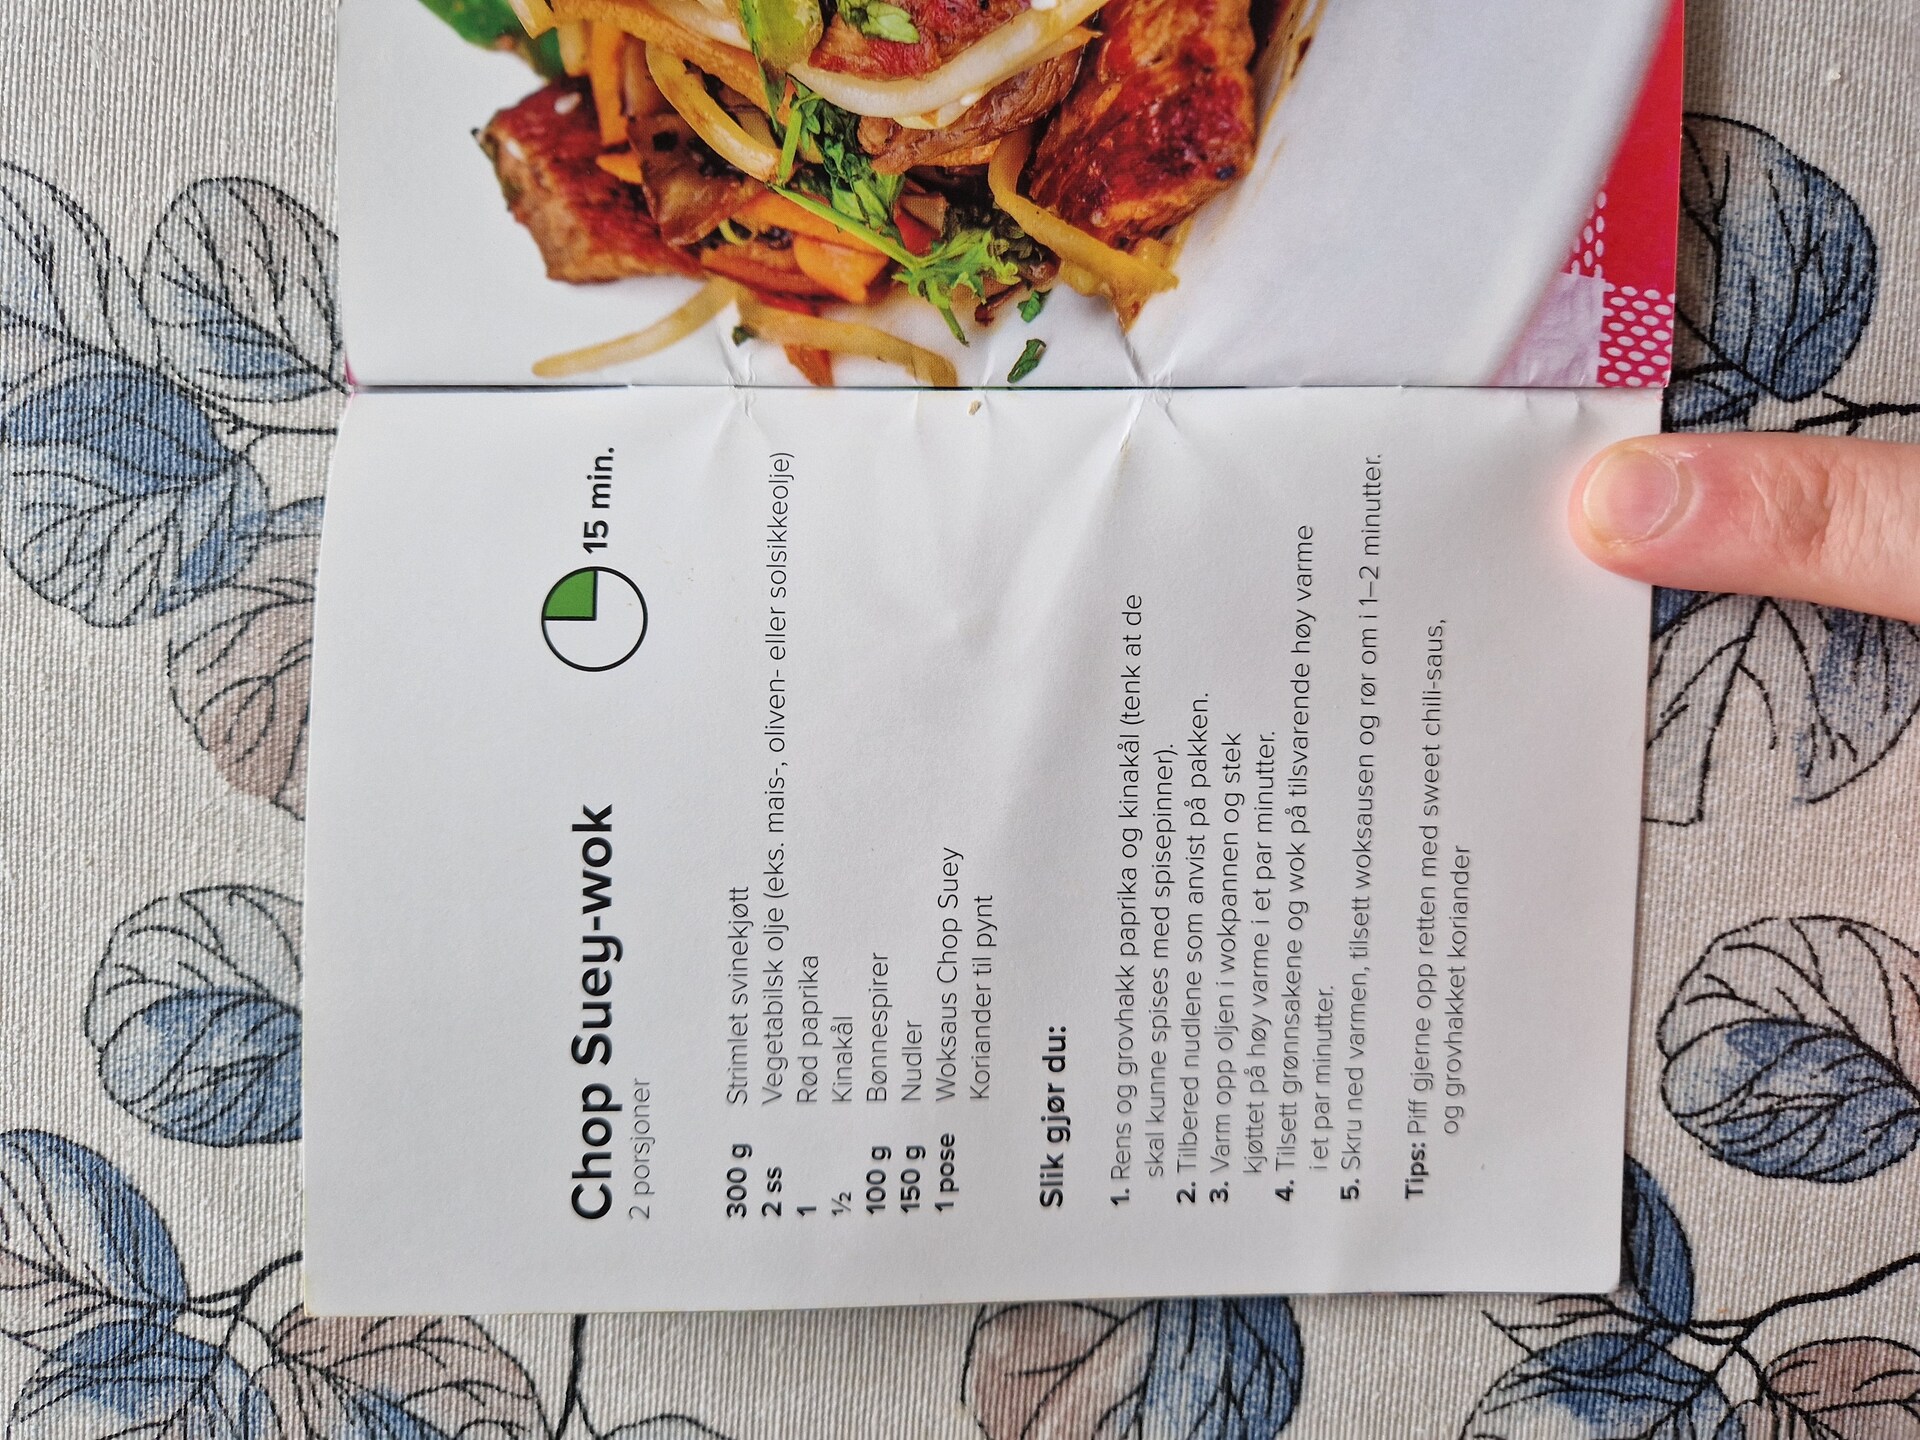 Chop Suey-wok
15 min.
2 porsjoner
300 g Strimlet svinekjøtt
2 ss Vegetabilsk olje (eks. mais-, oliven- eller solsikkeolje)
1 Rød paprika
½ Kinakål
100 g Bønnespirer
150 g Nudler
1 pose Woksaus Chop Suey
Koriander til pynt
Slik gjør du:
1. Rens og grovhakk paprika og kinakål (tenk at de
skal kunne spises med spisepinner).
2. Tilbered nudlene som anvist på pakken.
3. Varm opp oljen i wokpannen og stek
kjøttet på høy varme i et par minutter.
4. Tilsett grønnsakene og wok på tilsvarende høy varme
i et par minutter.
5. Skru ned varmen, tilsett woksausen og rør om i 1–2 minutter.
Tips: Piff gjerne opp retten med sweet chili-saus,
og grovhakket koriander